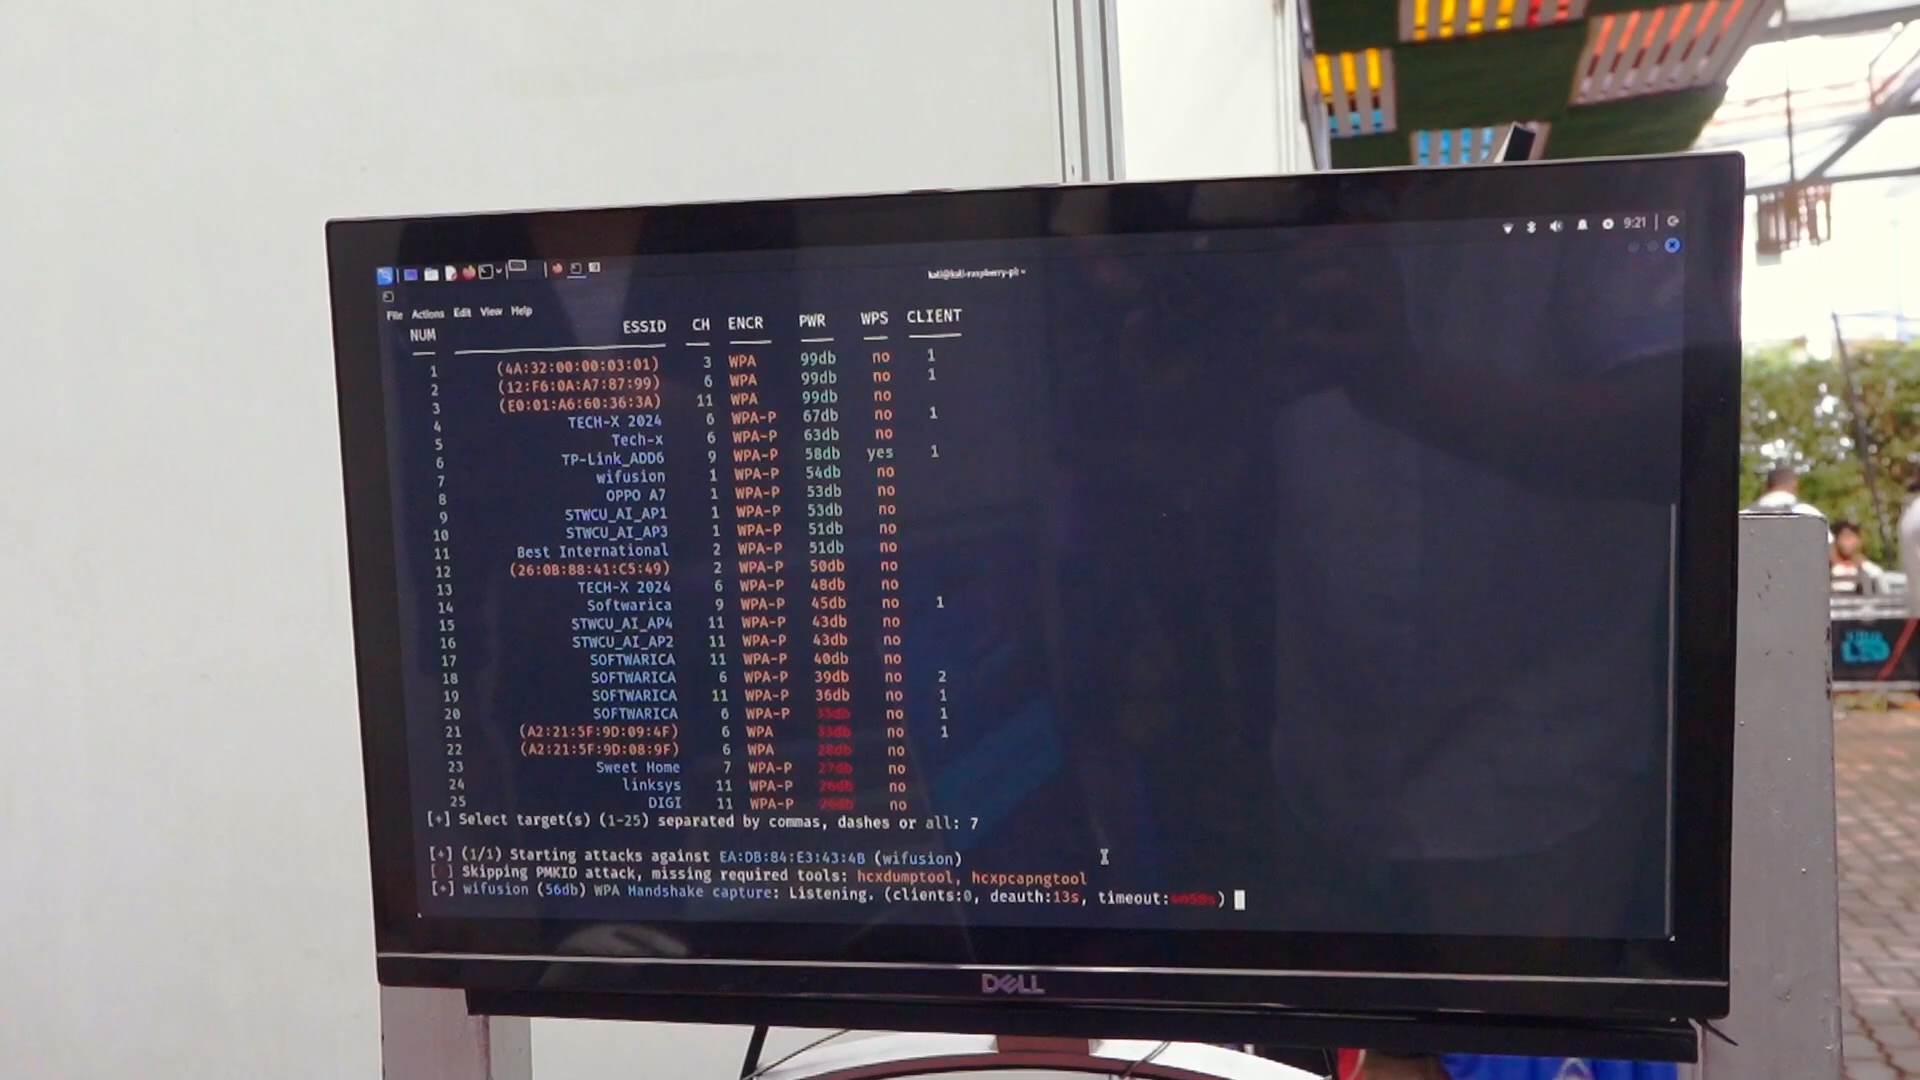 9:21
kali@kali-raspberry-pi: ~
File Actions Edit View Help
NUM ESSID CH ENCR PWR WPS CLIENT
1 (4A:32:00:00:03:01) 3 WPA 99db no 1
2 (12:F6:0A:A7:87:99) 6 WPA 99db no 1
3 (E0:01:A6:60:36:3A) 11 WPA 99db no
4 TECH-X 2024 6 WPA-P 67db no 1
5 Tech-x 6 WPA-P 63db no
6 TP-Link_ADD6 9 WPA-P 58db yes 1
7 wifusion 1 WPA-P 54db no
8 OPPO A7 1 WPA-P 53db no
9 STWCU_AI_AP1 1 WPA-P 53db no
10 STWCU_AI_AP3 1 WPA-P 51db no
11 Best International 2 WPA-P 51db no
12 (26:0B:88:41:C5:49) 2 WPA-P 50db no
13 TECH-X 2024 6 WPA-P 48db no
14 Softwarica 9 WPA-P 45db no 1
15 STWCU_AI_AP4 11 WPA-P 43db no
16 STWCU_AI_AP2 11 WPA-P 43db no
17 SOFTWARICA 11 WPA-P 40db no
18 SOFTWARICA 6 WPA-P 39db no 2
19 SOFTWARICA 11 WPA-P 36db no 1
20 SOFTWARICA 6 WPA-P 35db no 1
21 (A2:21:5F:9D:09:4F) 6 WPA 33db no 1
22 (A2:21:5F:9D:08:9F) 6 WPA 28db no
23 Sweet Home 7 WPA-P 27db no
24 linksys 11 WPA-P 26db no
25 DIGI 11 WPA-P 26db no
[+] Select target(s) (1-25) separated by commas, dashes or all: 7
[+] (1/1) Starting attacks against EA:DB:84:E3:43:4B (wifusion)
[ ] Skipping PMKID attack, missing required tools: hcxdumptool, hcxpcapngtool
[+] wifusion (56db) WPA Handshake capture: Listening. (clients:0, deauth:13s, timeout: )
DELL